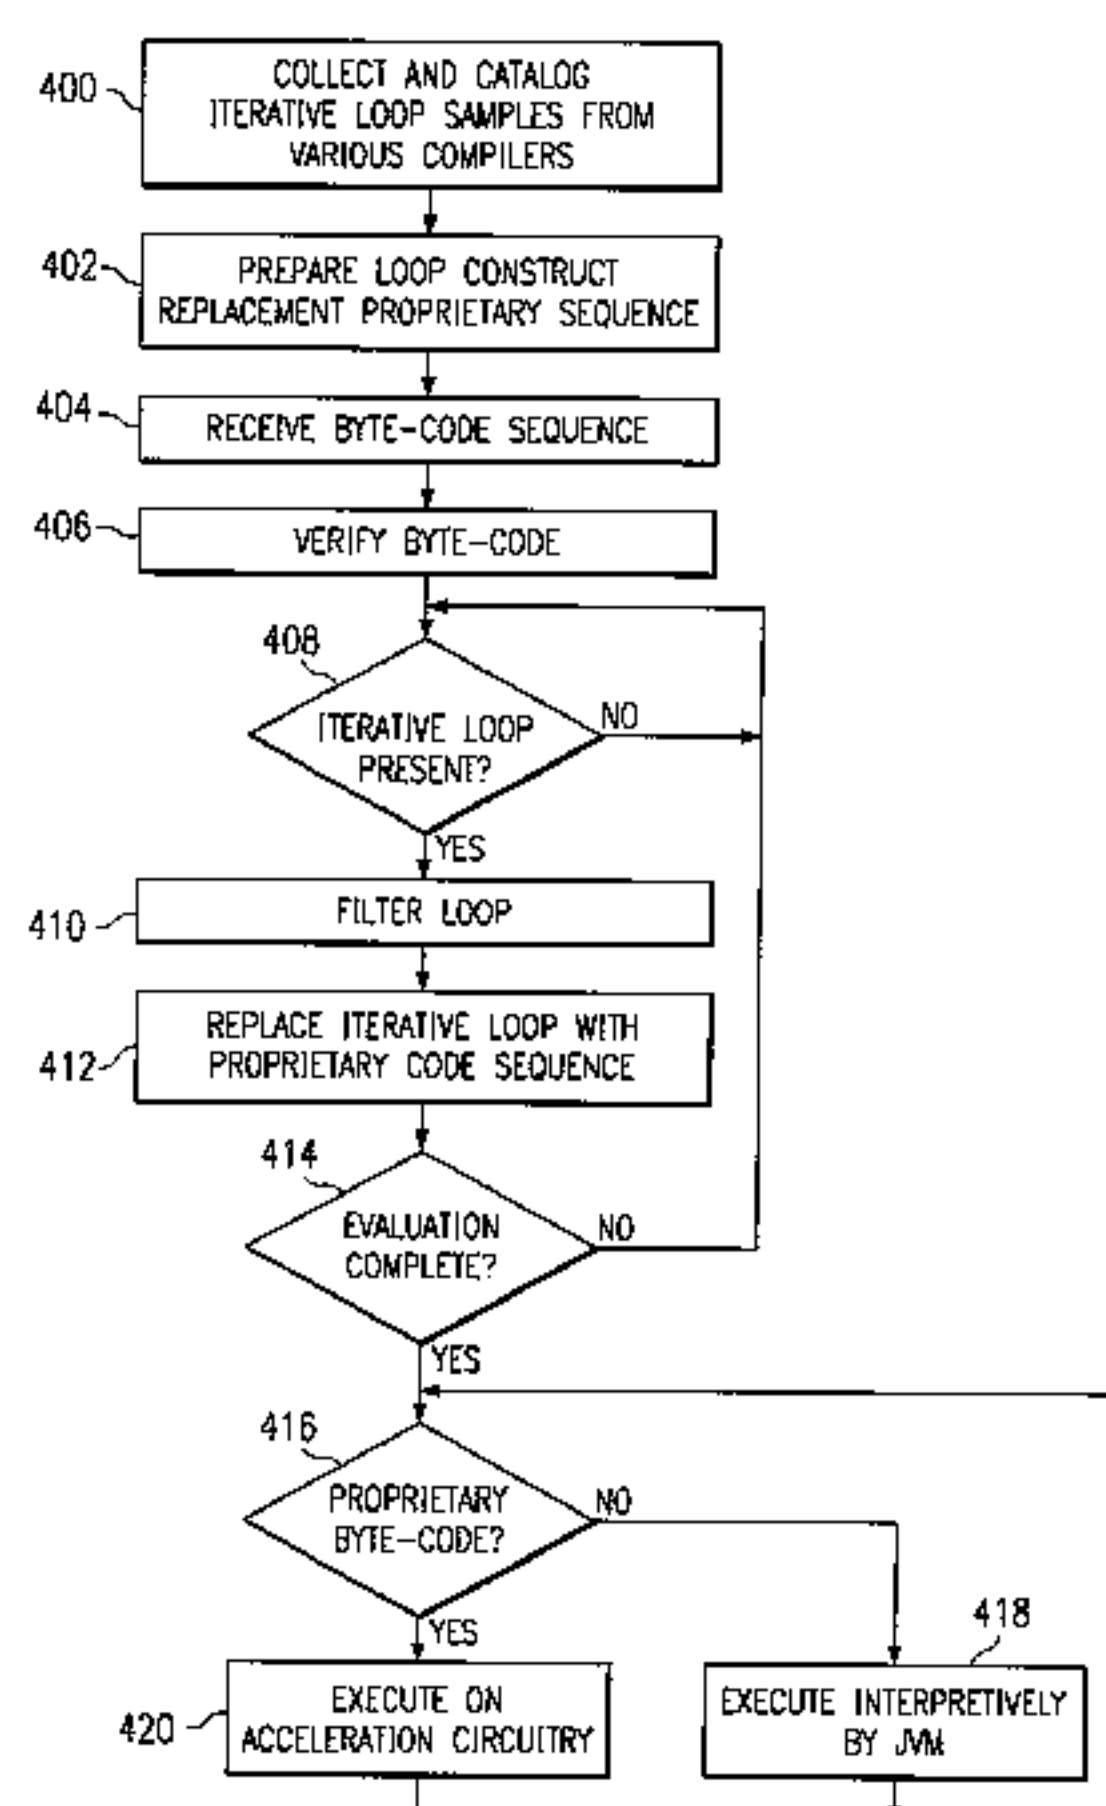 400
COLLECT AND CATALOG
ITERATIVE LOOP SAMPLES FROM
VARIOUS COMPILERS
402
PREPARE LOOP CONSTRUCT
REPLACEMENT PROPRIETARY SEQUENCE
404
RECEIVE BYTE-CODE SEQUENCE
406
VERIFY BYTE-CODE
408
ITERATIVE LOOP
PRESENT?
NO
YES
410
FILTER LOOP
412
REPLACE ITERATIVE LOOP WITH
PROPRIETARY CODE SEQUENCE
414
EVALUATION
COMPLETE?
NO
YES
416
PROPRIETARY
BYTE-CODE?
NO
YES
418
420
EXECUTE ON
ACCELERATION CIRCUITRY
EXECUTE INTERPRETIVELY
BY JVM